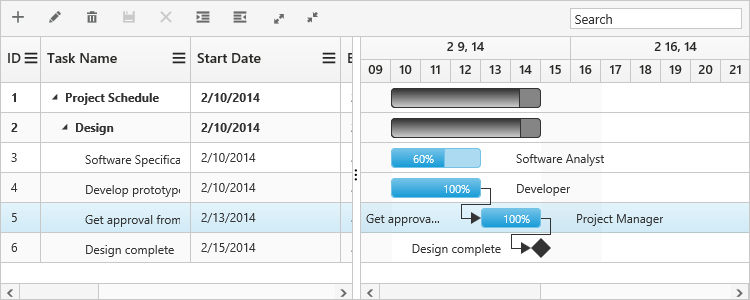 Search
ID Task Name Start Date
2 9, 14 2 16, 14
09 10 11 12 13 14 15 16 17 18 19 20 21
1 Project Schedule 2/10/2014
2 Design 2/10/2014
3 Software Specifica 2/10/2014 60% Software Analyst
4 Develop prototype 2/10/2014 100% Developer
5 Get approval from 2/13/2014 Get approva... 100% Project Manager
6 Design complete 2/15/2014 Design complete